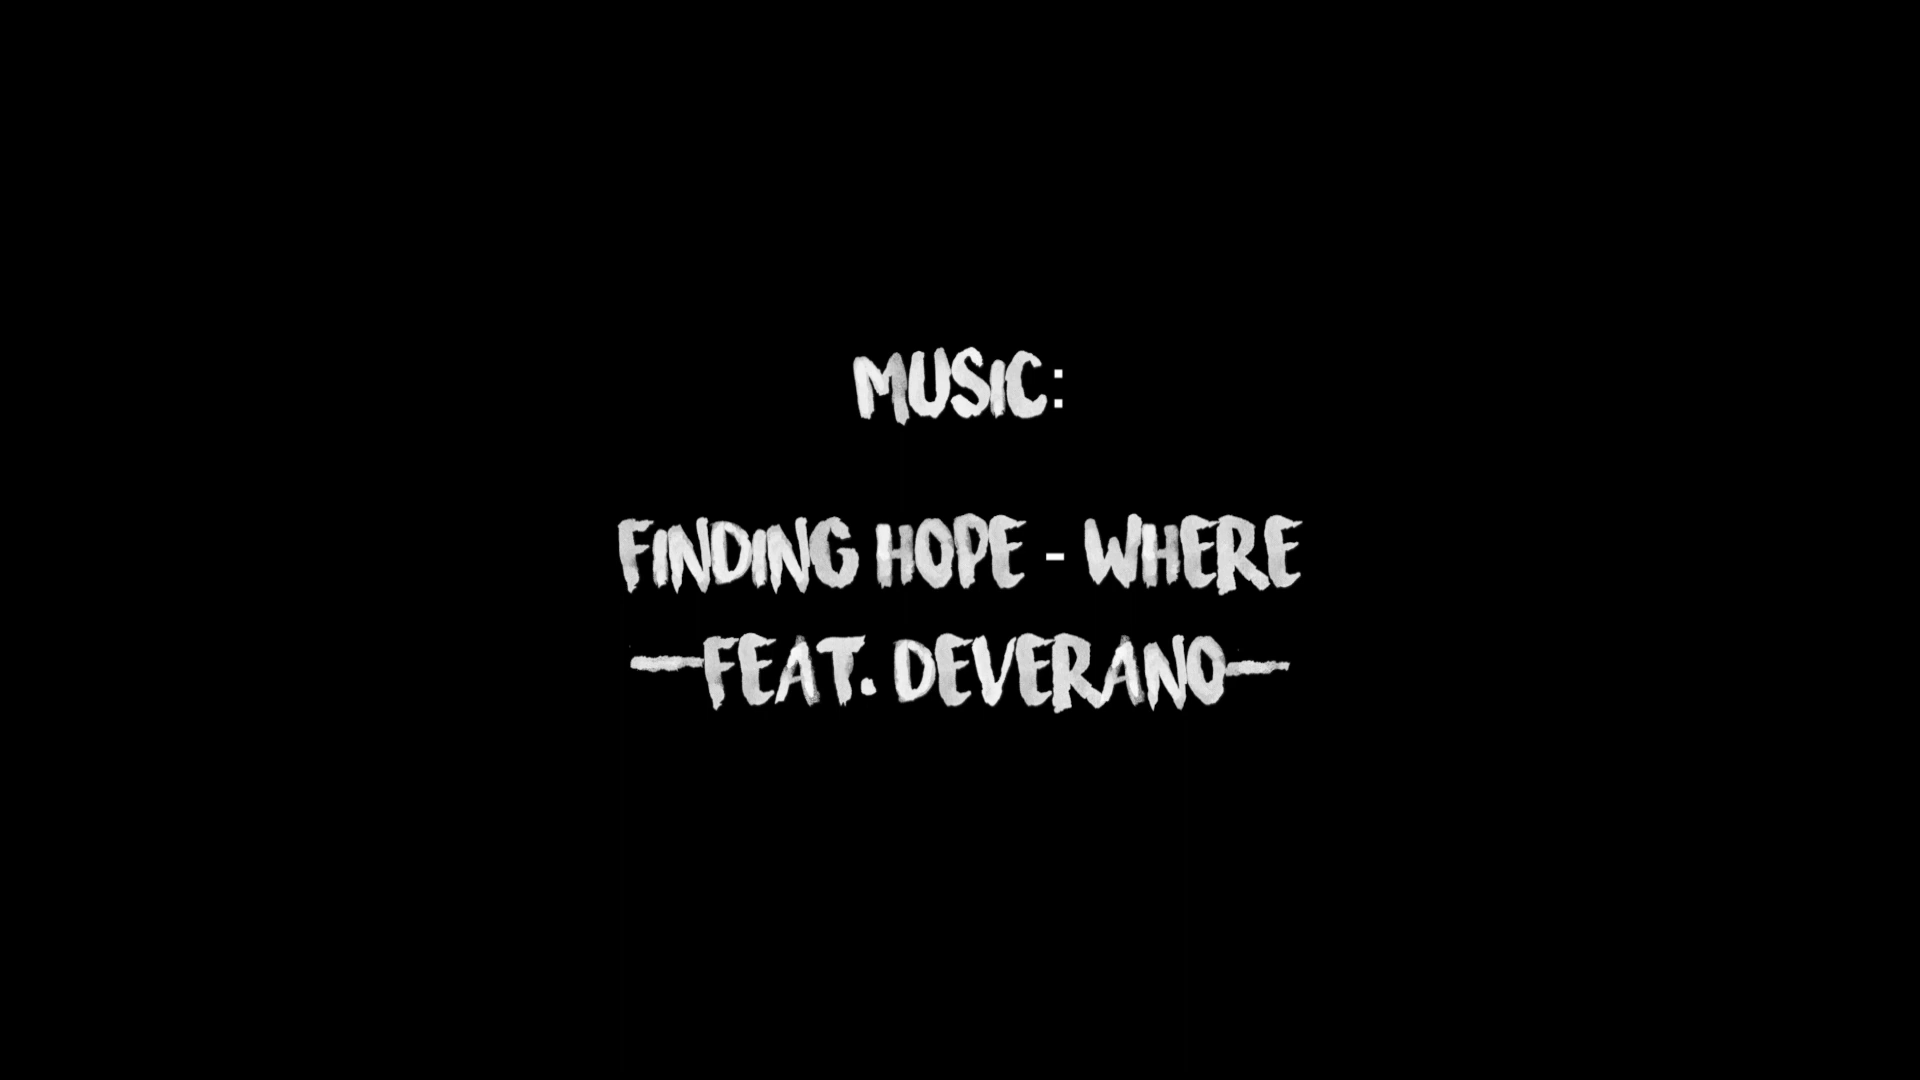 MUSIC:
FINDING HOPE - WHERE
—FEAT. DEVERANO—